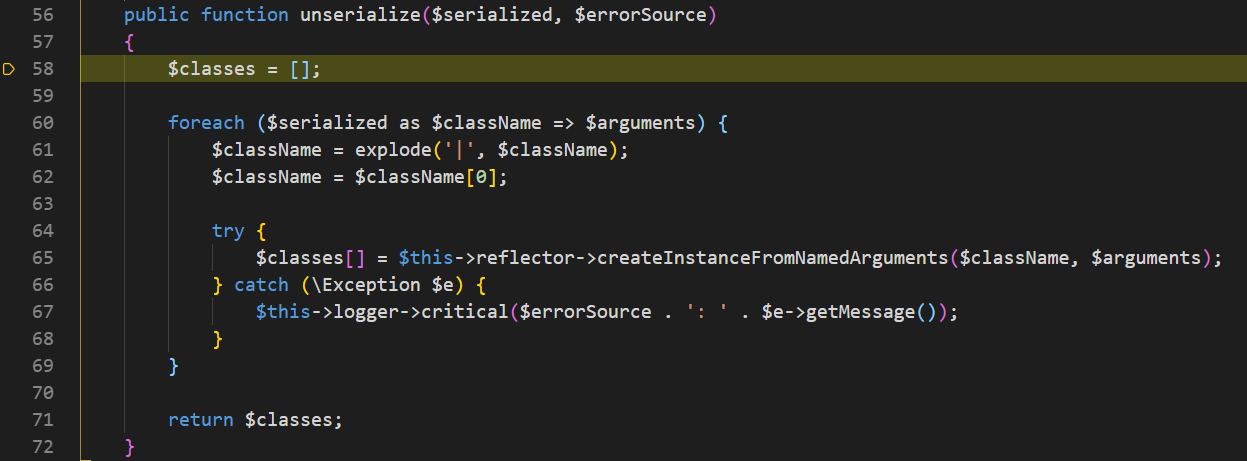 56 public function unserialize($serialized, $errorSource)
57 {
58 $classes = [];
59
60 foreach ($serialized as $className => $arguments) {
61 $className = explode('|', $className);
62 $className = $className[0];
63
64 try {
65 $classes[] = $this->reflector->createInstanceFromNamedArguments($className, $arguments);
66 } catch (\Exception $e) {
67 $this->logger->critical($errorSource . ': ' . $e->getMessage());
68 }
69 }
70
71 return $classes;
72 }